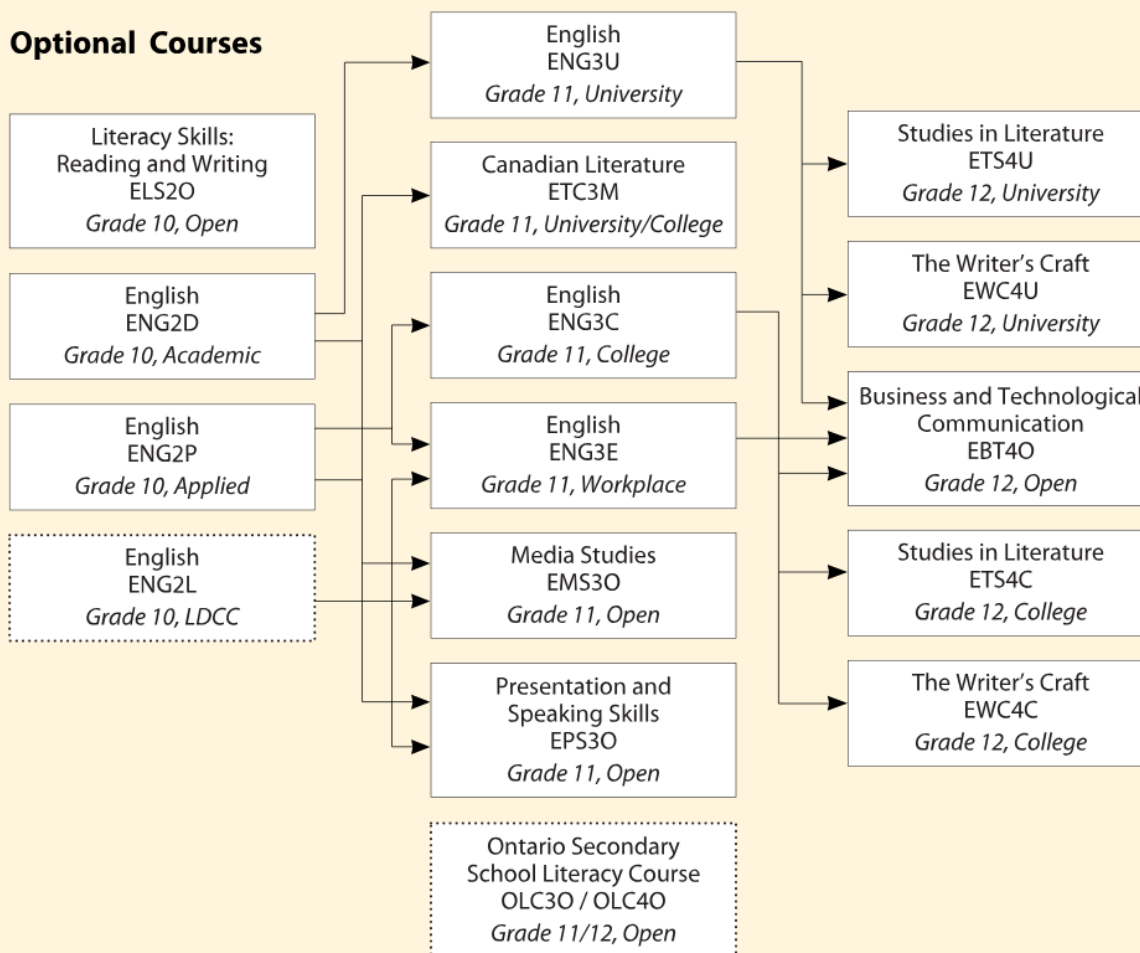 Optional Courses
Literacy Skills:
Reading and Writing
ELS2O
Grade 10, Open
English
ENG2D
Grade 10, Academic
English
ENG2P
Grade 10, Applied
English
ENG2L
Grade 10, LDCC
English
ENG3U
Grade 11, University
Canadian Literature
ETC3M
Grade 11, University/College
English
ENG3C
Grade 11, College
English
ENG3E
Grade 11, Workplace
Media Studies
EMS3O
Grade 11, Open
Presentation and
Speaking Skills
EPS3O
Grade 11, Open
Ontario Secondary
School Literacy Course
OLC3O / OLC4O
Grade 11/12, Open
Studies in Literature
ETS4U
Grade 12, University
The Writer’s Craft
EWC4U
Grade 12, University
Business and Technological
Communication
EBT4O
Grade 12, Open
Studies in Literature
ETS4C
Grade 12, College
The Writer’s Craft
EWC4C
Grade 12, College